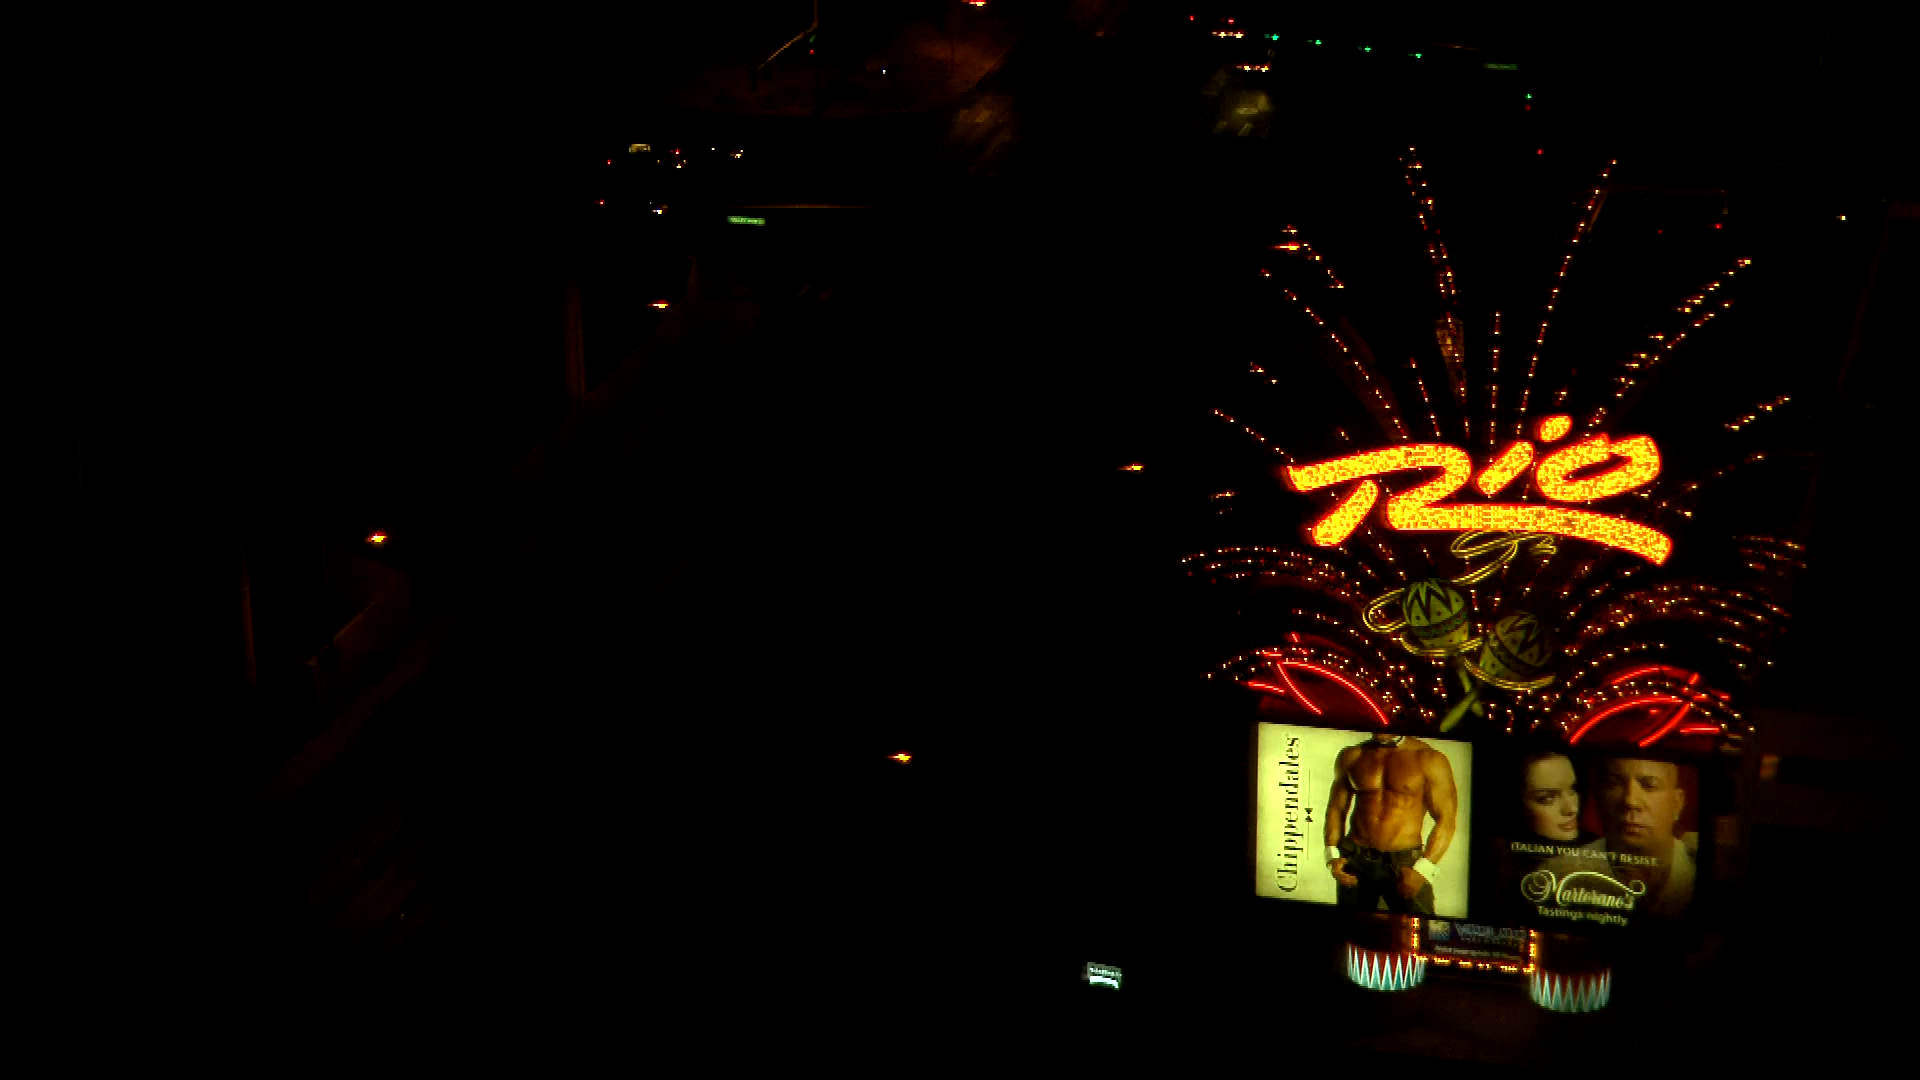 Rio
Chippendales
ITALIAN YOU CAN'T RESIST
Martorano's
Tastings nightly